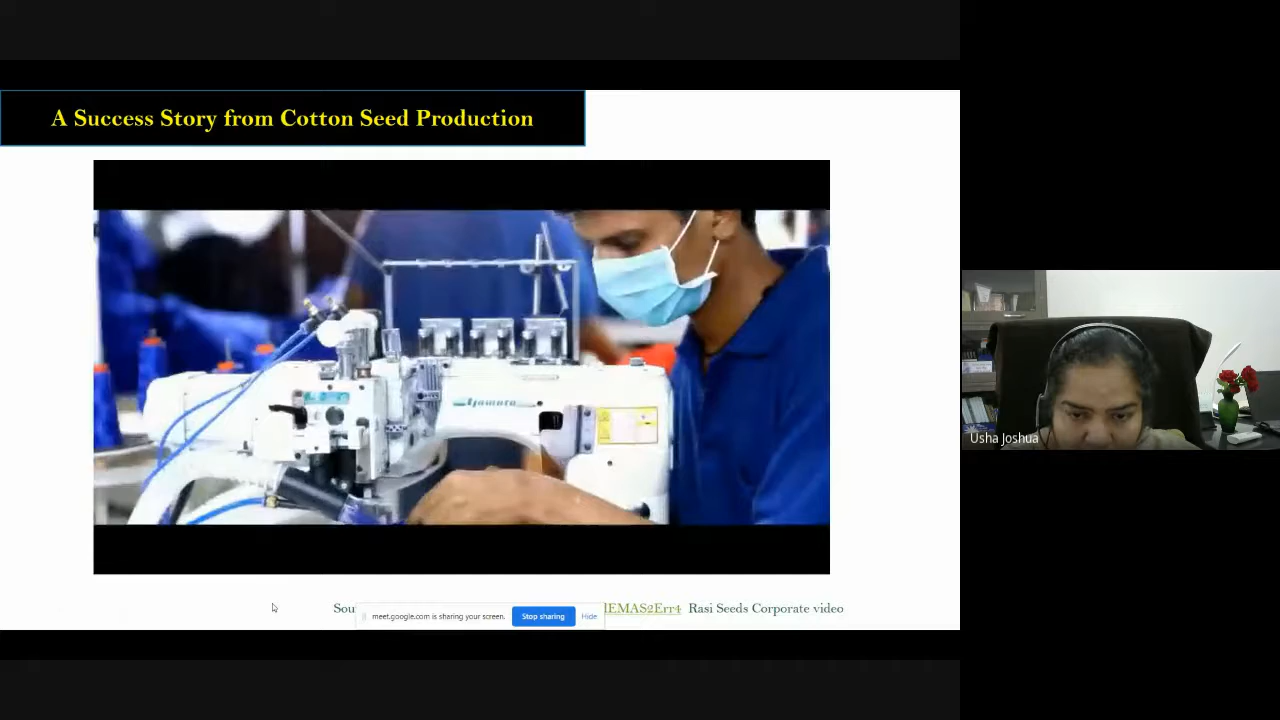 A Success Story from Cotton Seed Production
Usha Joshua
Sou
lEMAS2Err4 Rasi Seeds Corporate video
meet.google.com is sharing your screen.
Stop sharing
Hide